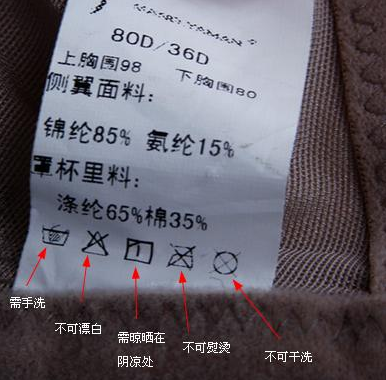 80D/36D
上胸围98 下胸围80
侧翼面料:
锦纶85% 氨纶15%
罩杯里料:
涤纶65%棉35%
需手洗
不可漂白
需晾晒在
阴凉处
不可熨烫
不可干洗